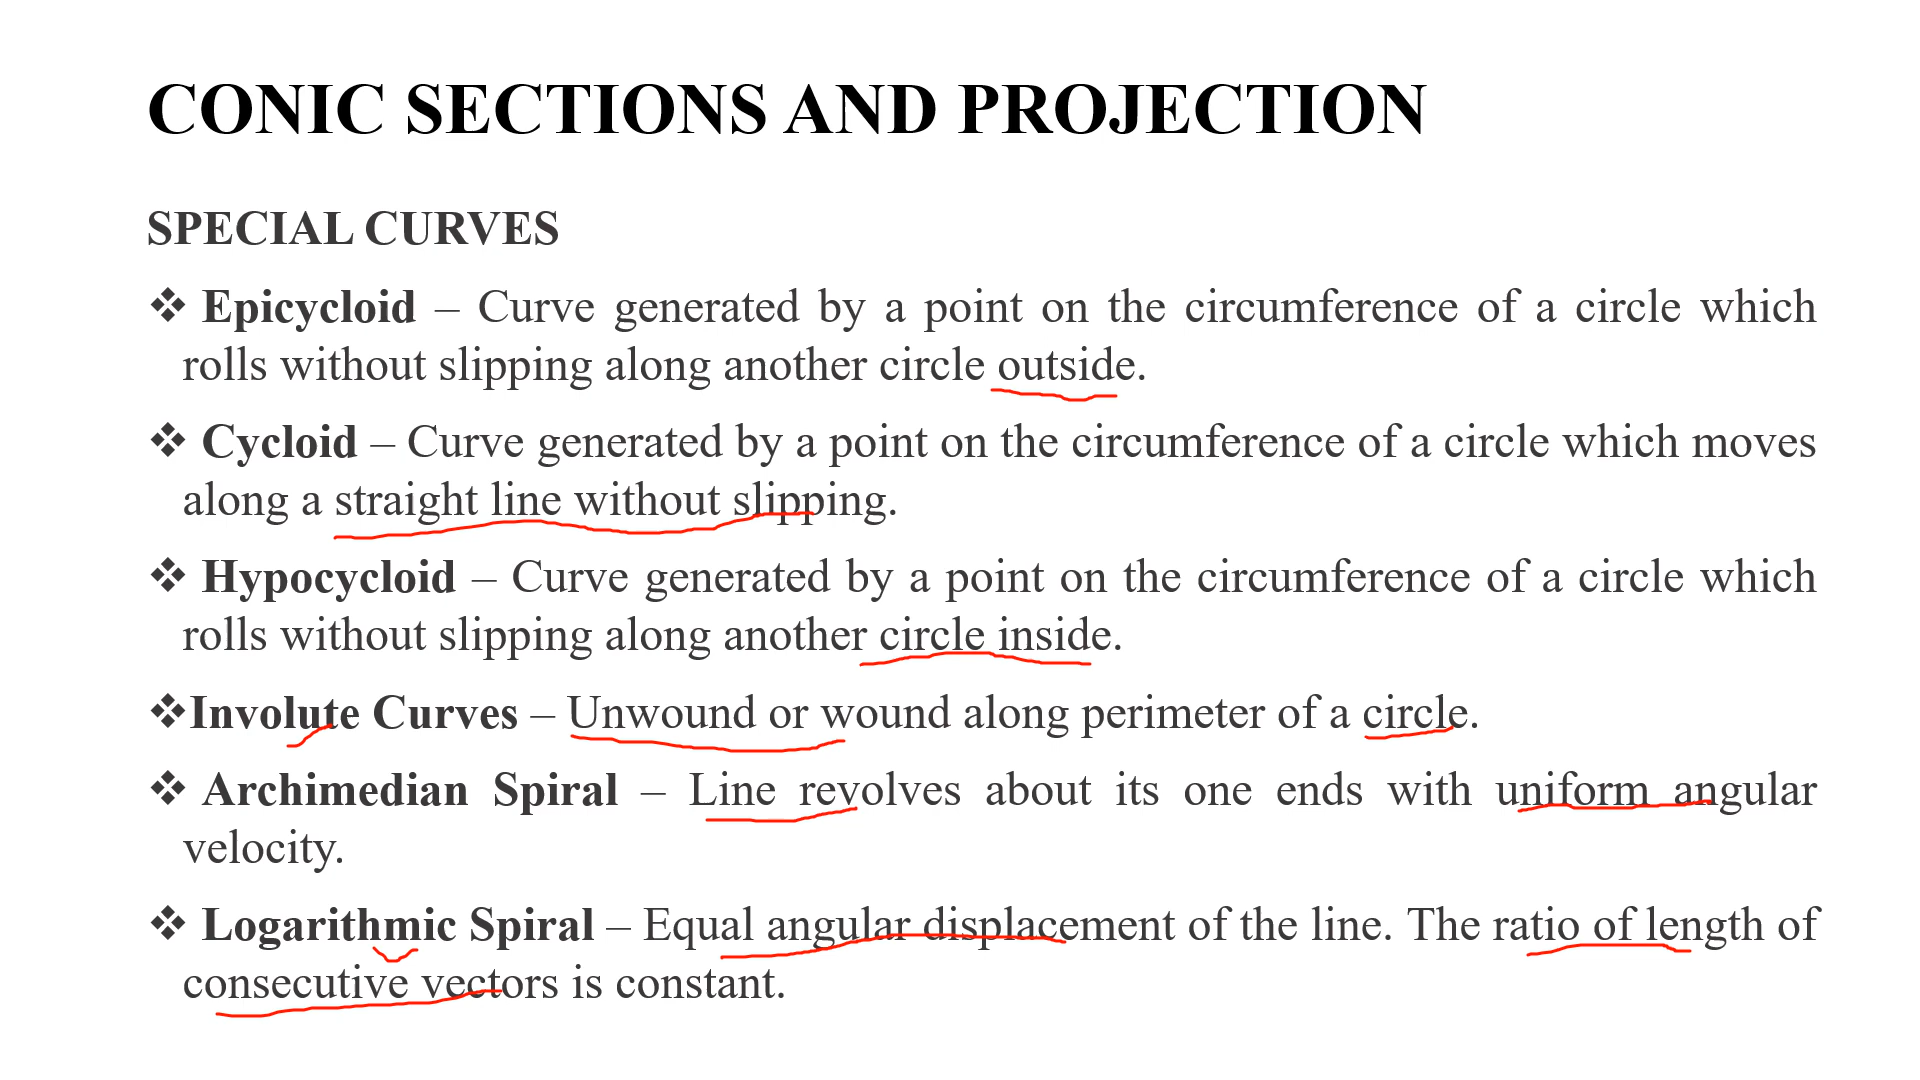 CONIC SECTIONS AND PROJECTION
SPECIAL CURVES
❖ Epicycloid – Curve generated by a point on the circumference of a circle which
rolls without slipping along another circle outside.
❖ Cycloid – Curve generated by a point on the circumference of a circle which moves
along a straight line without slipping.
❖ Hypocycloid – Curve generated by a point on the circumference of a circle which
rolls without slipping along another circle inside.
❖Involute Curves – Unwound or wound along perimeter of a circle.
❖ Archimedian Spiral – Line revolves about its one ends with uniform angular
velocity.
❖ Logarithmic Spiral – Equal angular displacement of the line. The ratio of length of
consecutive vectors is constant.